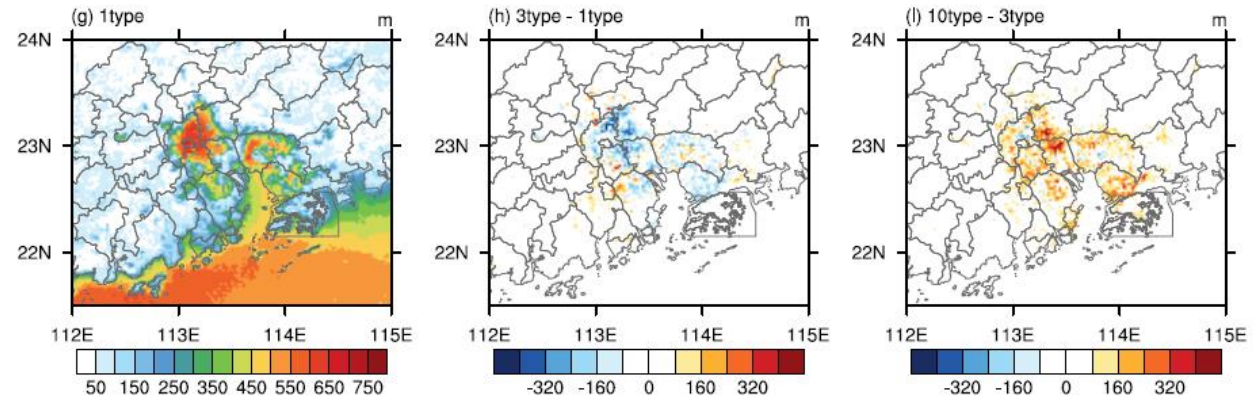 (g) 1type m
(h) 3type - 1type
(l) 10type - 3type m
24N
23N
22N
112E 113E 114E 115E
50 150 250 350 450 550 650 750
24N
23N
22N
112E 113E 114E 115E
-320 -160 0 160 320
24N
23N
22N
112E 113E 114E 115E
-320 -160 0 160 320